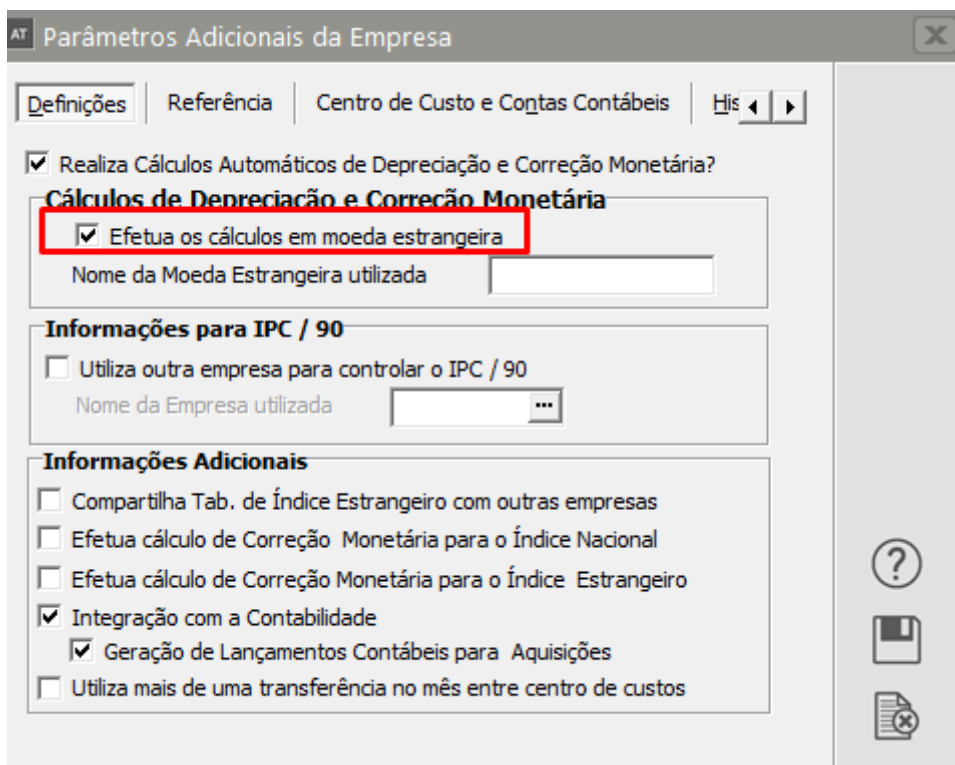 AT Parâmetros Adicionais da Empresa
Definições Referência Centro de Custo e Contas Contábeis His
Realiza Cálculos Automáticos de Depreciação e Correção Monetária?
Cálculos de Depreciação e Correção Monetária
Efetua os cálculos em moeda estrangeira
Nome da Moeda Estrangeira utilizada
Informações para IPC / 90
Utiliza outra empresa para controlar o IPC / 90
Nome da Empresa utilizada ...
Informações Adicionais
Compartilha Tab. de Índice Estrangeiro com outras empresas
Efetua cálculo de Correção Monetária para o Índice Nacional
Efetua cálculo de Correção Monetária para o Índice Estrangeiro
Integração com a Contabilidade
Geração de Lançamentos Contábeis para Aquisições
Utiliza mais de uma transferência no mês entre centro de custos